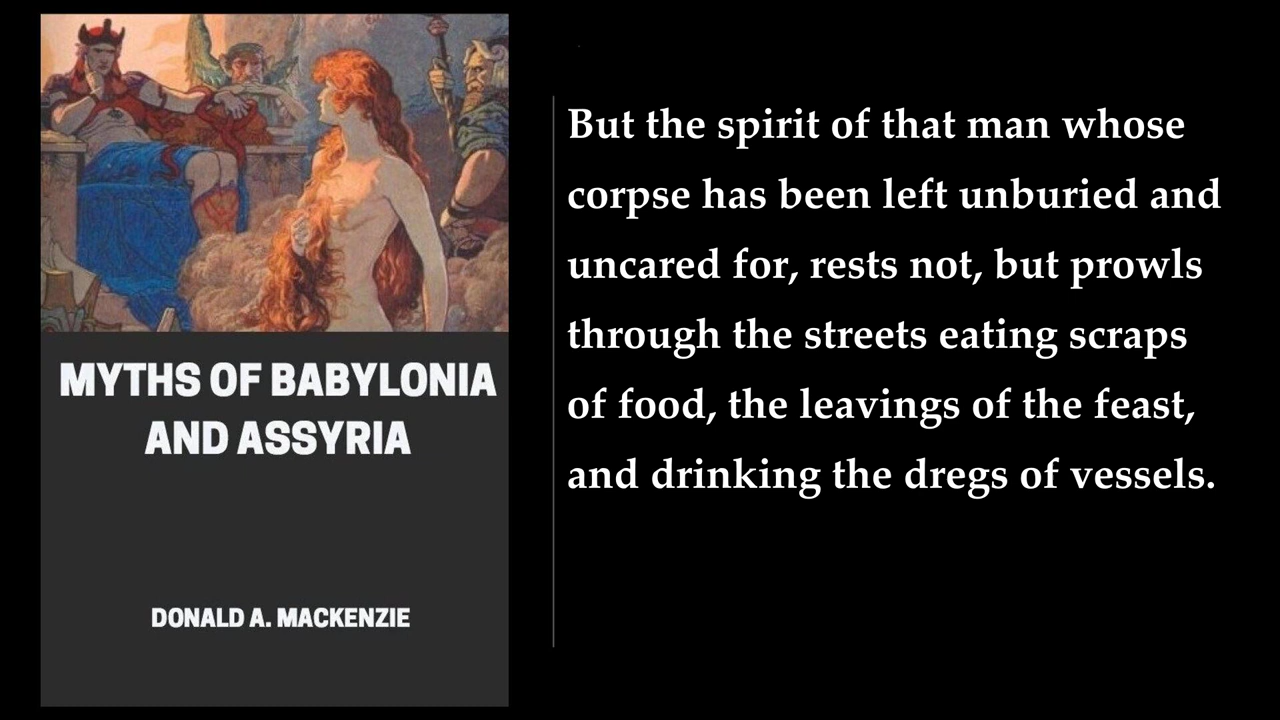 MYTHS OF BABYLONIA
AND ASSYRIA
DONALD A. MACKENZIE
But the spirit of that man whose
corpse has been left unburied and
uncared for, rests not, but prowls
through the streets eating scraps
of food, the leavings of the feast,
and drinking the dregs of vessels.